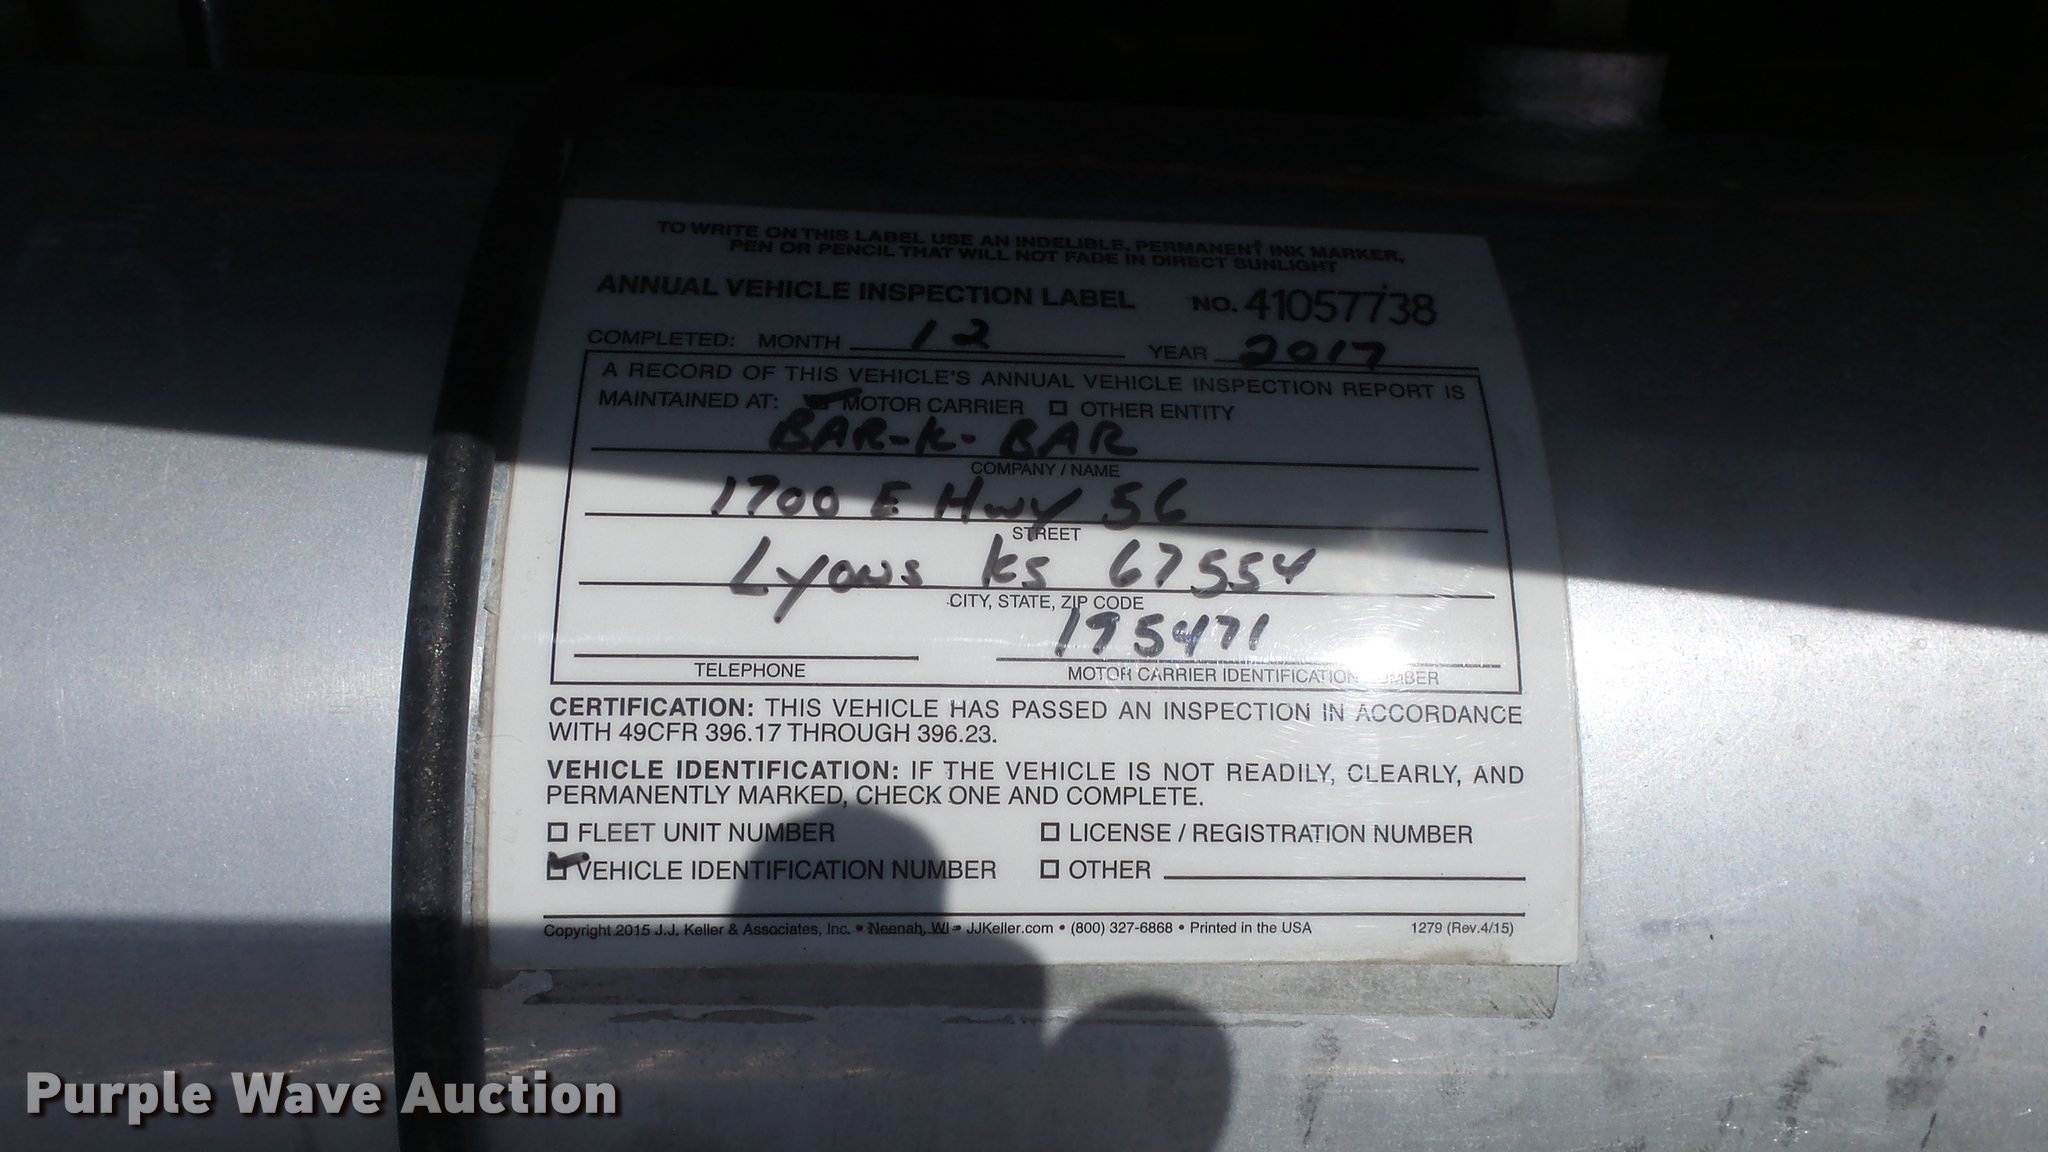 TO WRITE ON THIS LABEL USE AN INDELIBLE, PERMANENT INK MARKER,
PEN OR PENCIL THAT WILL NOT FADE IN DIRECT SUNLIGHT
ANNUAL VEHICLE INSPECTION LABEL NO. 41057738
COMPLETED: MONTH 12 YEAR 2017
A RECORD OF THIS VEHICLE'S ANNUAL VEHICLE INSPECTION REPORT IS
MAINTAINED AT: MOTOR CARRIER OTHER ENTITY
BAR-K-BAR
COMPANY / NAME
1700 E Hwy 56
STREET
Lyons KS 67554
CITY, STATE, ZIP CODE
195471
TELEPHONE MOTOR CARRIER IDENTIFICATION NUMBER
CERTIFICATION: THIS VEHICLE HAS PASSED AN INSPECTION IN ACCORDANCE
WITH 49CFR 396.17 THROUGH 396.23.
VEHICLE IDENTIFICATION: IF THE VEHICLE IS NOT READILY, CLEARLY, AND
PERMANENTLY MARKED, CHECK ONE AND COMPLETE.
FLEET UNIT NUMBER LICENSE / REGISTRATION NUMBER
VEHICLE IDENTIFICATION NUMBER OTHER
Copyright 2015 J.J. Keller & Associates, Inc. • Neenah, WI • JJKeller.com • (800) 327-6868 • Printed in the USA 1279 (Rev.4/15)
Purple Wave Auction